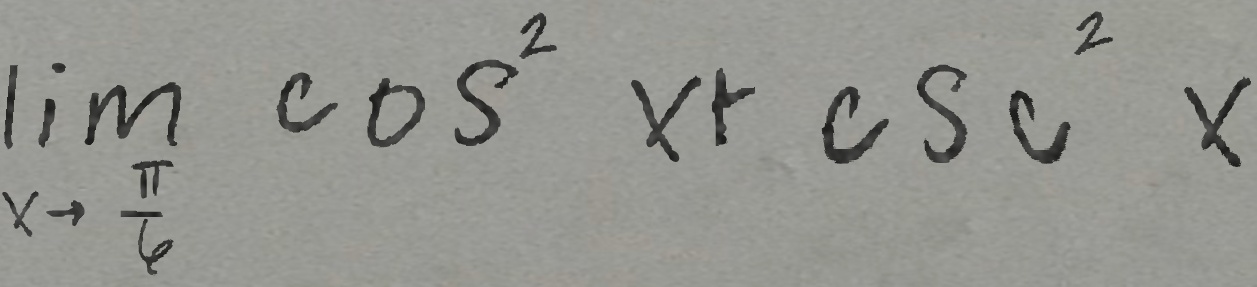 lim cos² x + csc² x
x → π/6